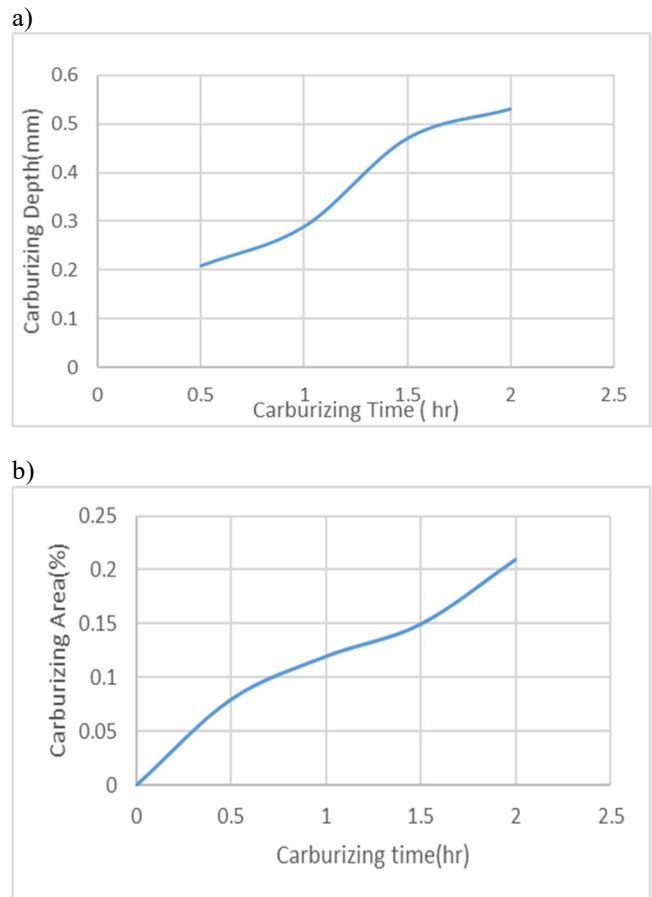 a)
Carburizing Depth(mm)
0.6
0.5
0.4
0.3
0.2
0.1
0
0 0.5 1 1.5 2 2.5
Carburizing Time ( hr)
b)
Carburizing Area(%)
0.25
0.2
0.15
0.1
0.05
0
0 0.5 1 1.5 2 2.5
Carburizing time(hr)